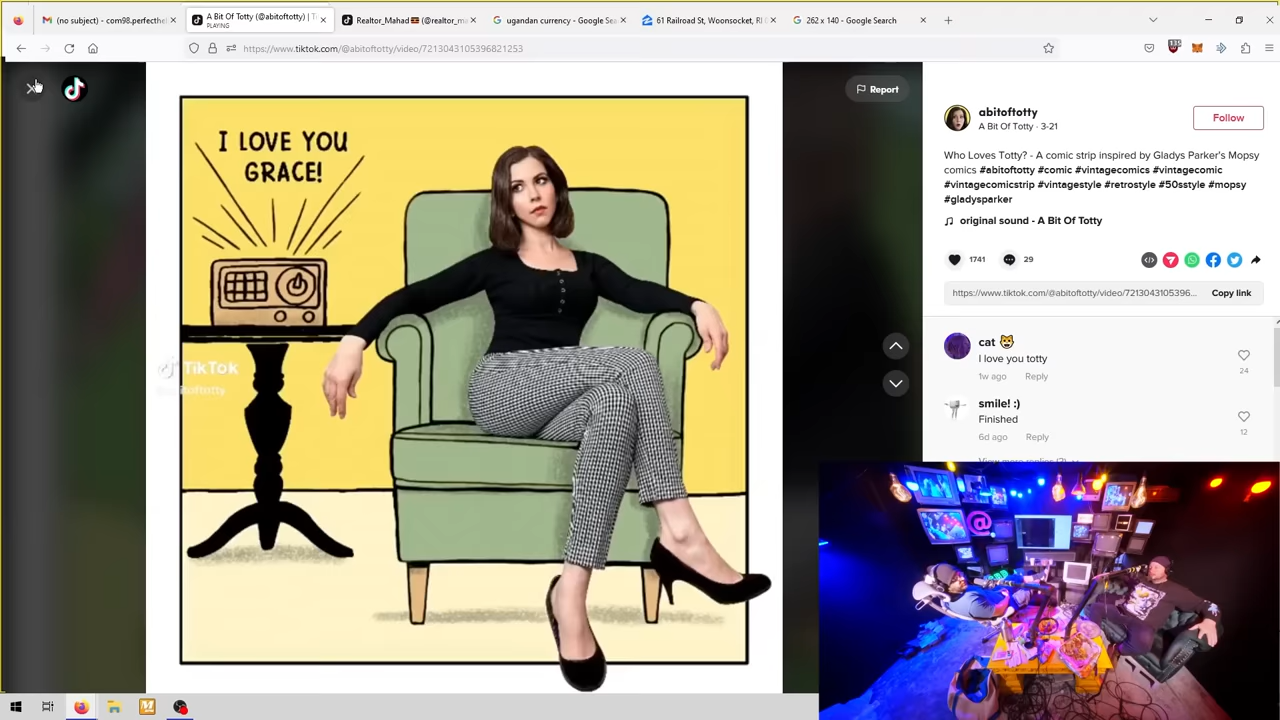 (no subject) - com98.perfecthe
A Bit Of Totty (@abitoftotty) | T
PLAYING
Realtor_Mahad (@realtor_ma
ugandan currency - Google Sea
61 Railroad St, Woonsocket, RI
262 x 140 - Google Search
https://www.tiktok.com/@abitoftotty/video/7213043105396821253
135
I LOVE YOU
GRACE!
TikTok
Report
abitoftotty
A Bit Of Totty · 3-21
Follow
Who Loves Totty? - A comic strip inspired by Gladys Parker's Mopsy
comics #abitoftotty #comic #vintagecomics #vintagecomic
#vintagecomicstrip #vintagestyle #retrostyle #50sstyle #mopsy
#gladysparker
original sound - A Bit Of Totty
1741
29
https://www.tiktok.com/@abitoftotty/video/7213043105396...
Copy link
cat
I love you totty
1w ago Reply
24
smile! :)
Finished
6d ago Reply
12